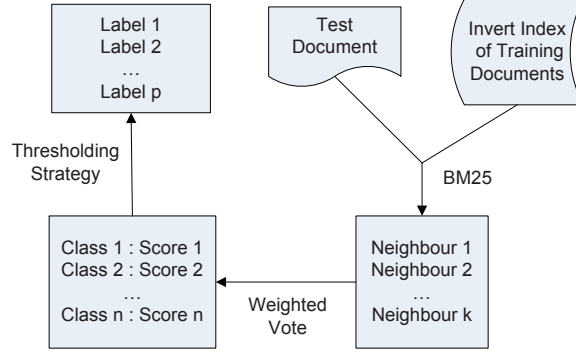 Label 1
Label 2
...
Label p
Test
Document
Invert Index
of Training
Documents
Thresholding
Strategy
BM25
Class 1 : Score 1
Class 2 : Score 2
...
Class n : Score n
Weighted
Vote
Neighbour 1
Neighbour 2
...
Neighbour k